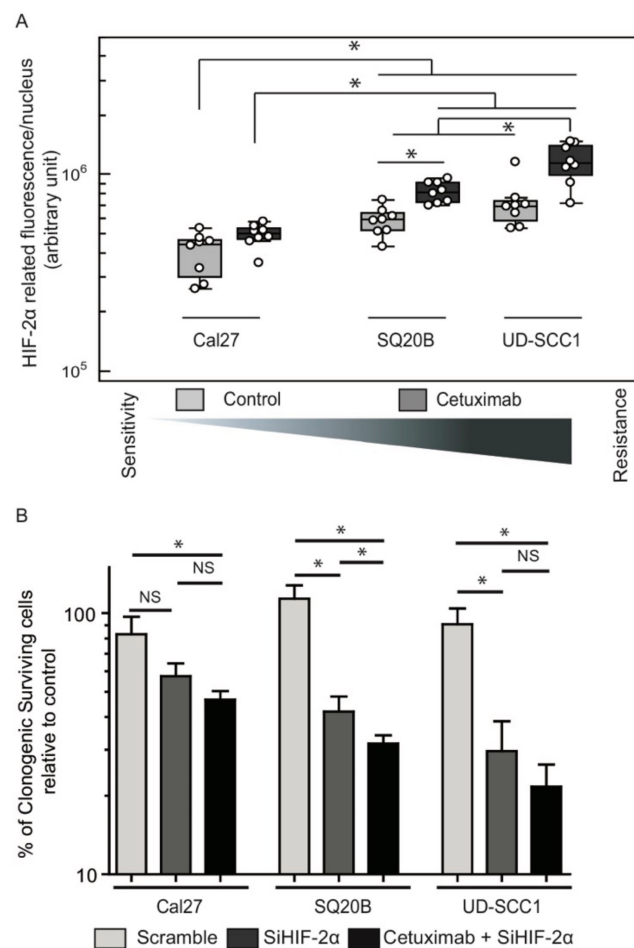 A
HIF-2α related fluorescence/nucleus
(arbitrary unit)
10⁶
10⁵
*
*
*
*
Cal27
SQ20B
UD-SCC1
Control
Cetuximab
Sensitivity
Resistance
B
% of Clonogenic Surviving cells
relative to control
100
10
*
NS
NS
*
*
*
*
NS
*
Cal27
SQ20B
UD-SCC1
Scramble
SiHIF-2α
Cetuximab + SiHIF-2α